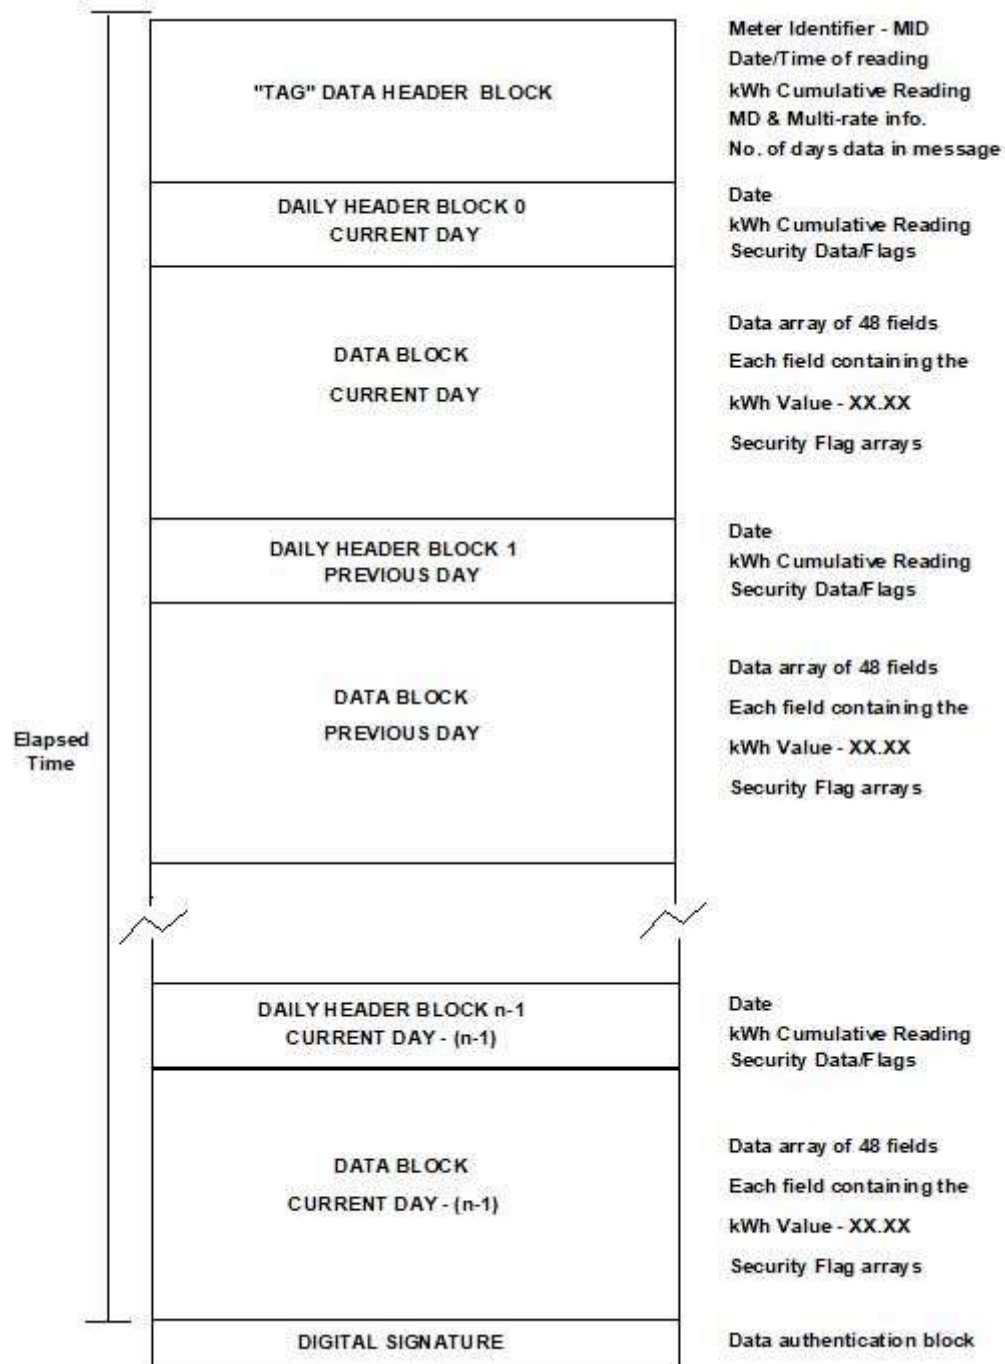 "TAG" DATA HEADER BLOCK
Meter Identifier - MID
Date/Time of reading
kWh Cumulative Reading
MD & Multi-rate info.
No. of days data in message
DAILY HEADER BLOCK 0
CURRENT DAY
Date
kWh Cumulative Reading
Security Data/Flags
DATA BLOCK
CURRENT DAY
Data array of 48 fields
Each field containing the
kWh Value - XX.XX
Security Flag arrays
DAILY HEADER BLOCK 1
PREVIOUS DAY
Date
kWh Cumulative Reading
Security Data/Flags
DATA BLOCK
PREVIOUS DAY
Data array of 48 fields
Each field containing the
kWh Value - XX.XX
Security Flag arrays
Elapsed
Time
DAILY HEADER BLOCK n-1
CURRENT DAY - (n-1)
Date
kWh Cumulative Reading
Security Data/Flags
DATA BLOCK
CURRENT DAY - (n-1)
Data array of 48 fields
Each field containing the
kWh Value - XX.XX
Security Flag arrays
DIGITAL SIGNATURE
Data authentication block